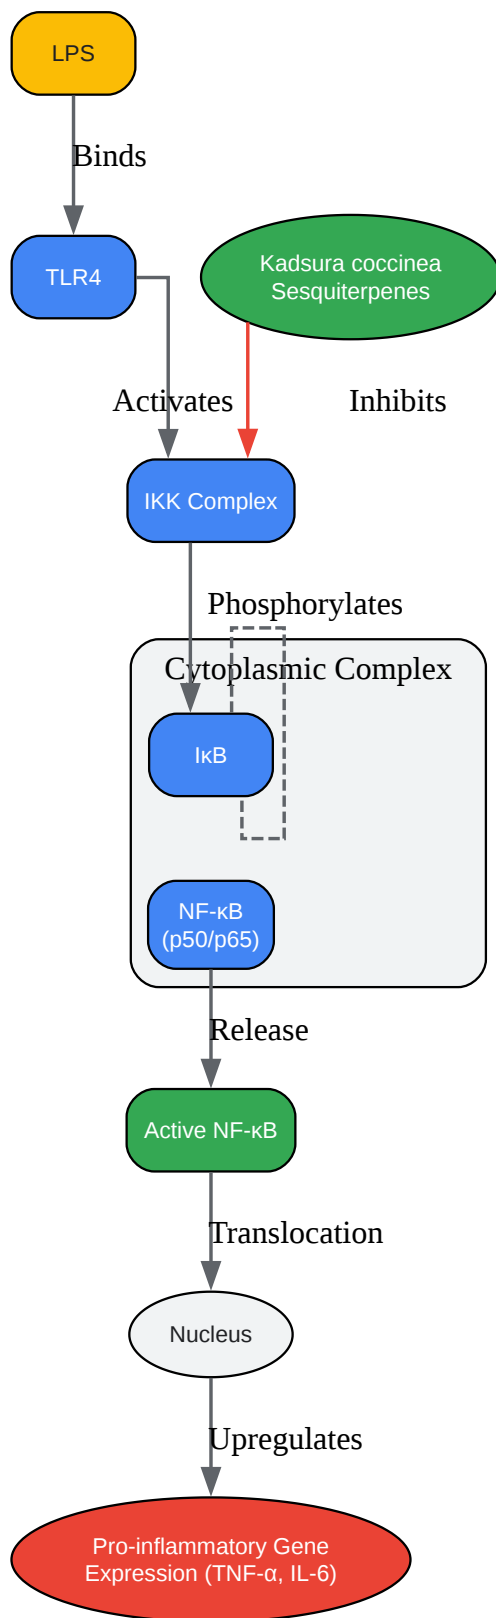 LPS
Binds
TLR4
Kadsura coccinea
Sesquiterpenes
Activates
Inhibits
IKK Complex
Phosphorylates
Cytoplasmic Complex
IκB
NF-κB
(p50/p65)
Release
Active NF-κB
Translocation
Nucleus
Upregulates
Pro-inflammatory Gene
Expression (TNF-α, IL-6)